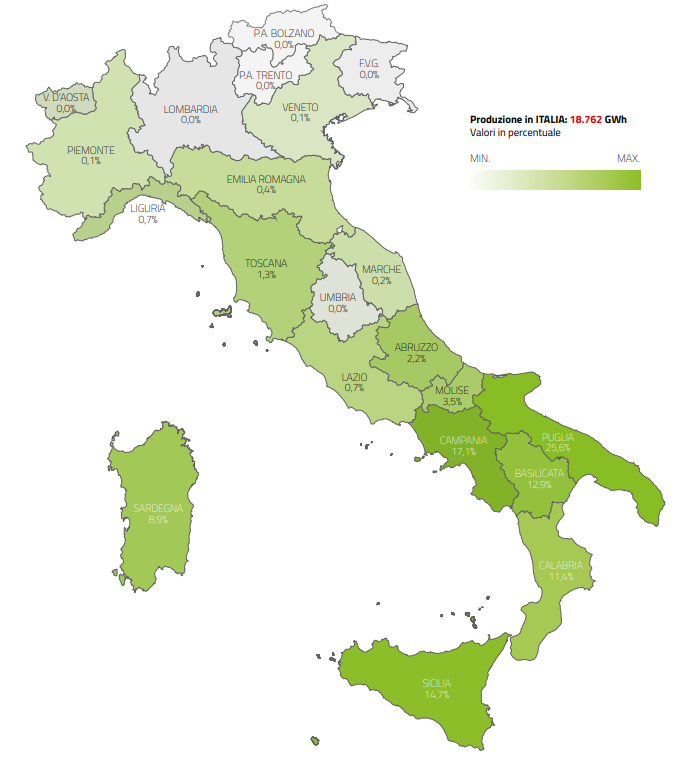 P.A. BOLZANO
0,0%
F.V.G.
0,0%
P.A. TRENTO
0,0%
V. D'AOSTA
0,0%
LOMBARDIA
0,0%
VENETO
0,1%
Produzione in ITALIA: 18.762 GWh
Valori in percentuale
MIN.
MAX.
PIEMONTE
0,1%
EMILIA ROMAGNA
0,4%
LIGURIA
0,7%
TOSCANA
1,3%
MARCHE
0,2%
UMBRIA
0,0%
ABRUZZO
2,2%
LAZIO
0,7%
MOLISE
3,5%
CAMPANIA
17,1%
PUGLIA
25,6%
BASILICATA
12,9%
SARDEGNA
8,9%
CALABRIA
11,4%
SICILIA
14,7%